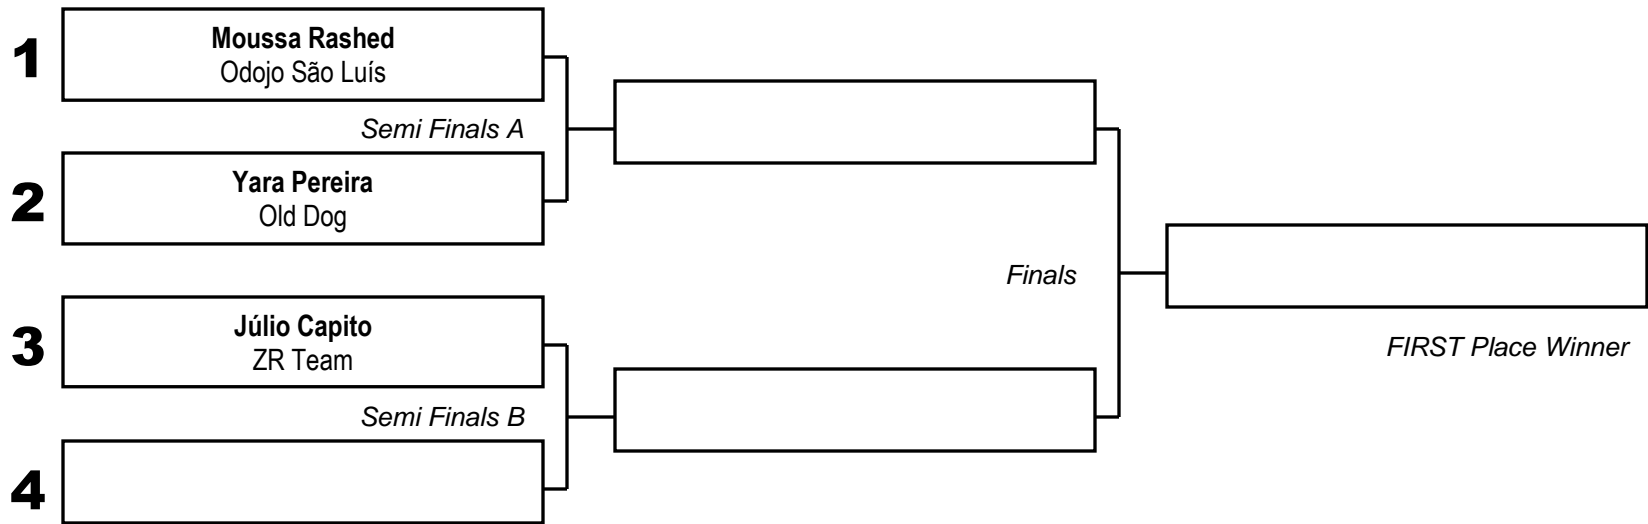 1
Moussa Rashed
Odojo São Luís
Semi Finals A
2
Yara Pereira
Old Dog
3
Júlio Capito
ZR Team
Semi Finals B
4
Finals
FIRST Place Winner